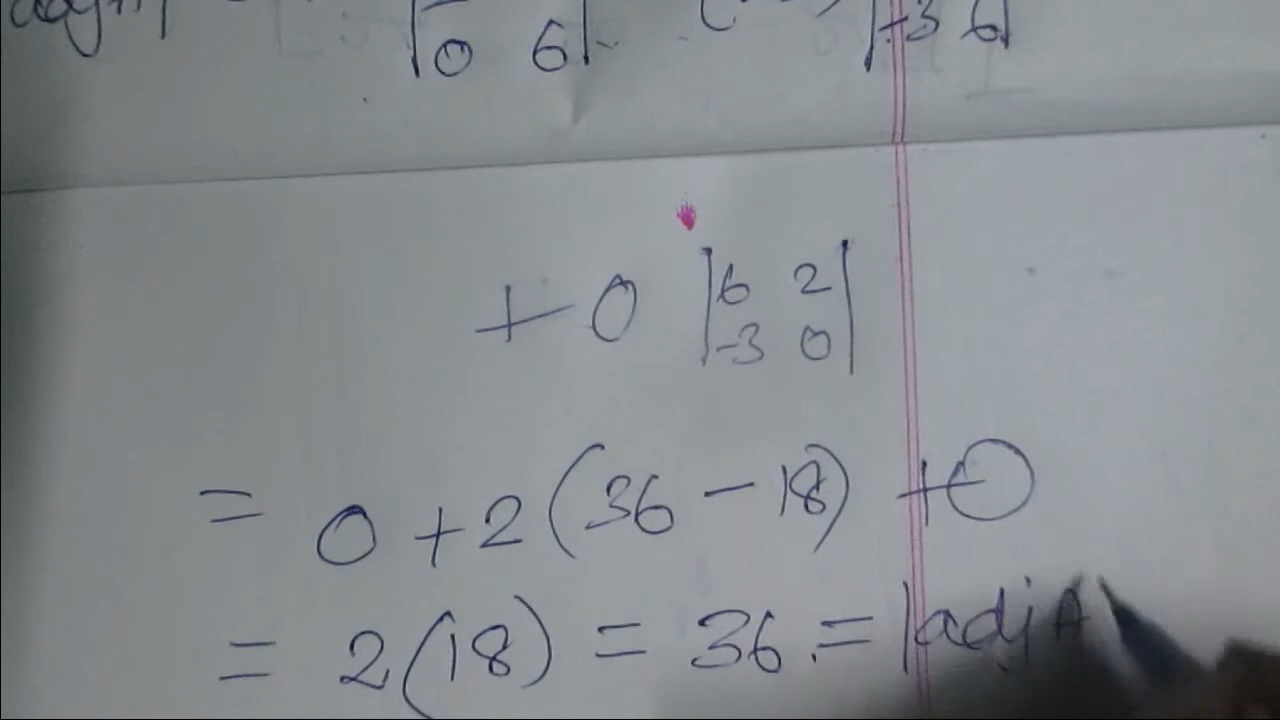 |0 6| |-3 6|
+ 0 |6 2|
|-3 0|
= 0 + 2 (36 - 18) + 0
= 2 (18) = 36 = |adj A